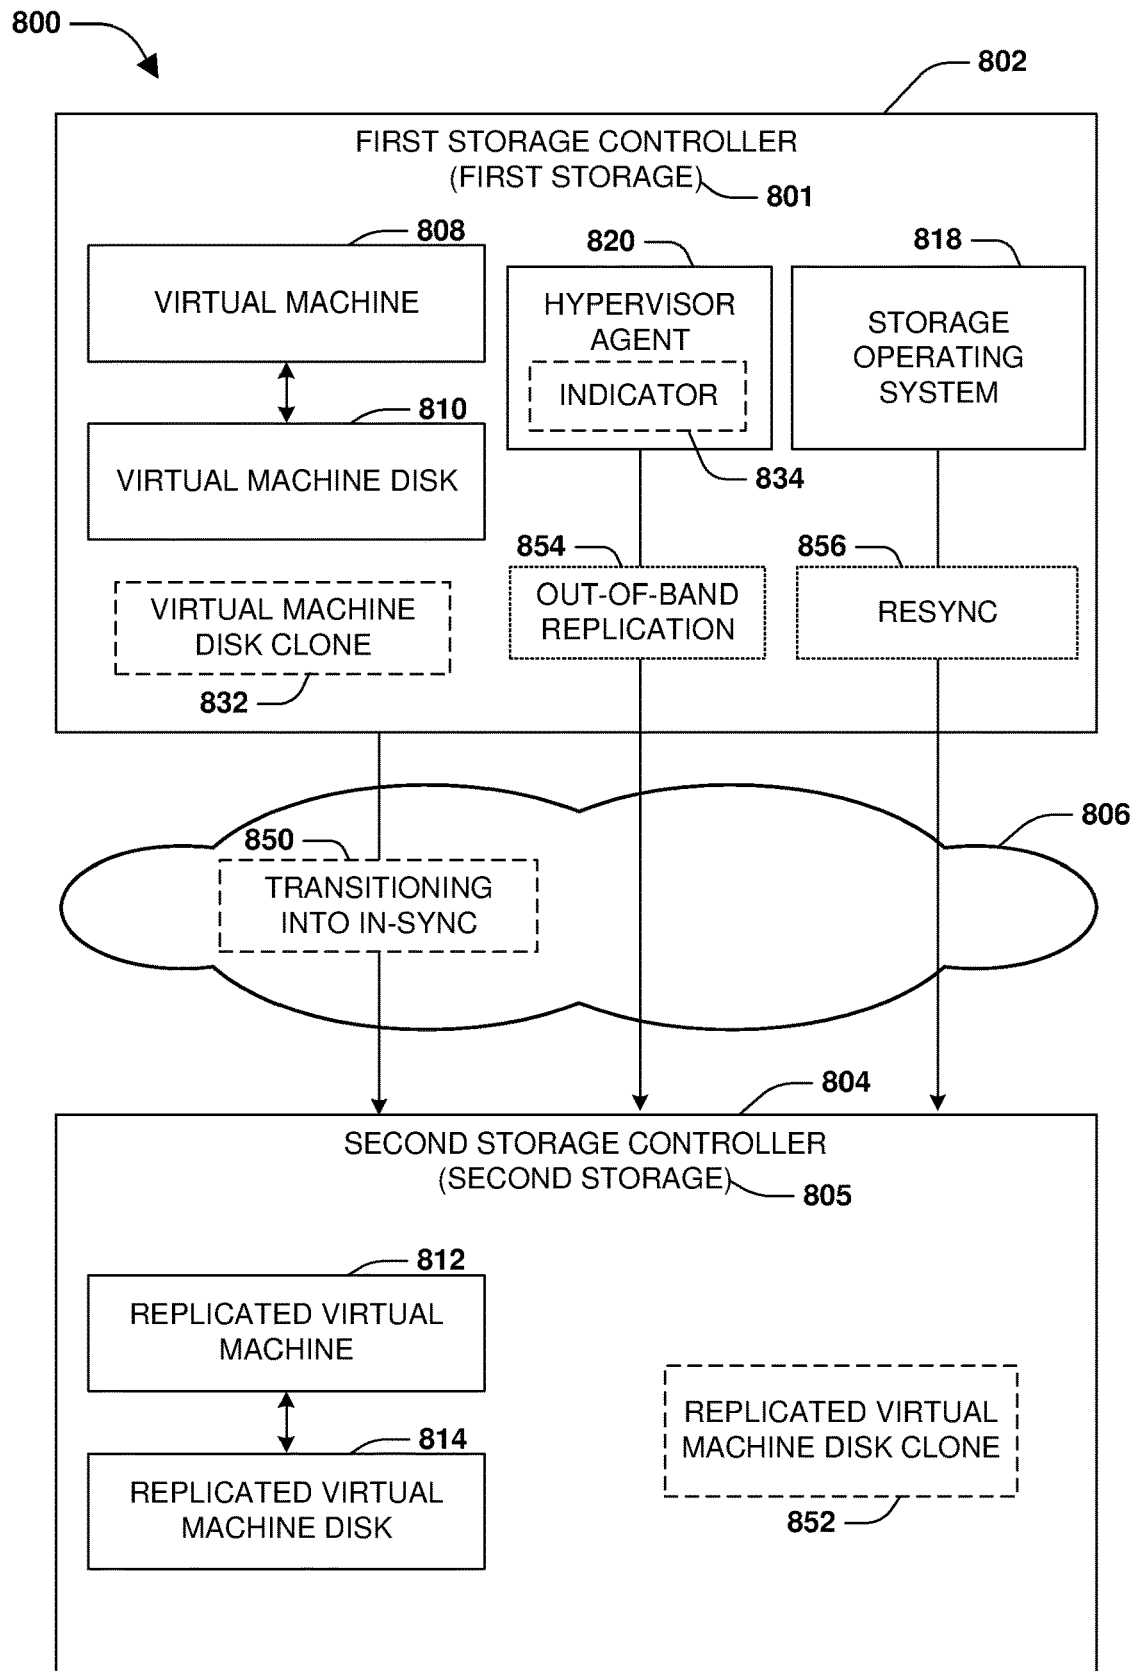 800
802
FIRST STORAGE CONTROLLER
(FIRST STORAGE)
801
808
VIRTUAL MACHINE
820
HYPERVISOR
AGENT
INDICATOR
834
818
STORAGE
OPERATING
SYSTEM
810
VIRTUAL MACHINE DISK
854
OUT-OF-BAND
REPLICATION
856
RESYNC
VIRTUAL MACHINE
DISK CLONE
832
806
850
TRANSITIONING
INTO IN-SYNC
804
SECOND STORAGE CONTROLLER
(SECOND STORAGE)
805
812
REPLICATED VIRTUAL
MACHINE
814
REPLICATED VIRTUAL
MACHINE DISK
REPLICATED VIRTUAL
MACHINE DISK CLONE
852